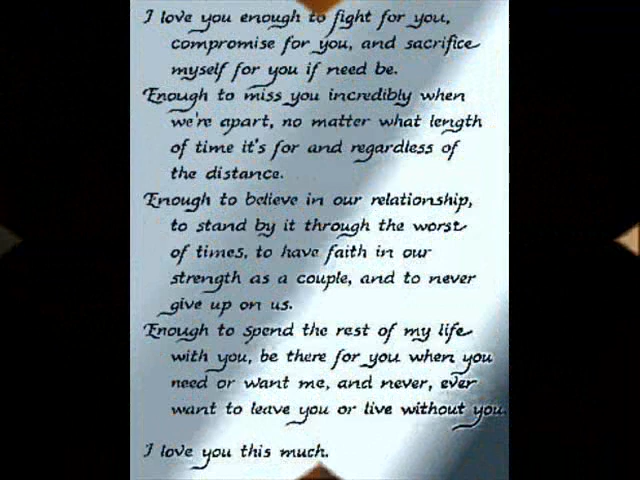 I love you enough to fight for you,
compromise for you, and sacrifice
myself for you if need be.
Enough to miss you incredibly when
we're apart, no matter what length
of time it's for and regardless of
the distance.
Enough to believe in our relationship,
to stand by it through the worst
of times, to have faith in our
strength as a couple, and to never
give up on us.
Enough to spend the rest of my life
with you, be there for you when you
need or want me, and never, ever
want to leave you or live without you.
I love you this much.